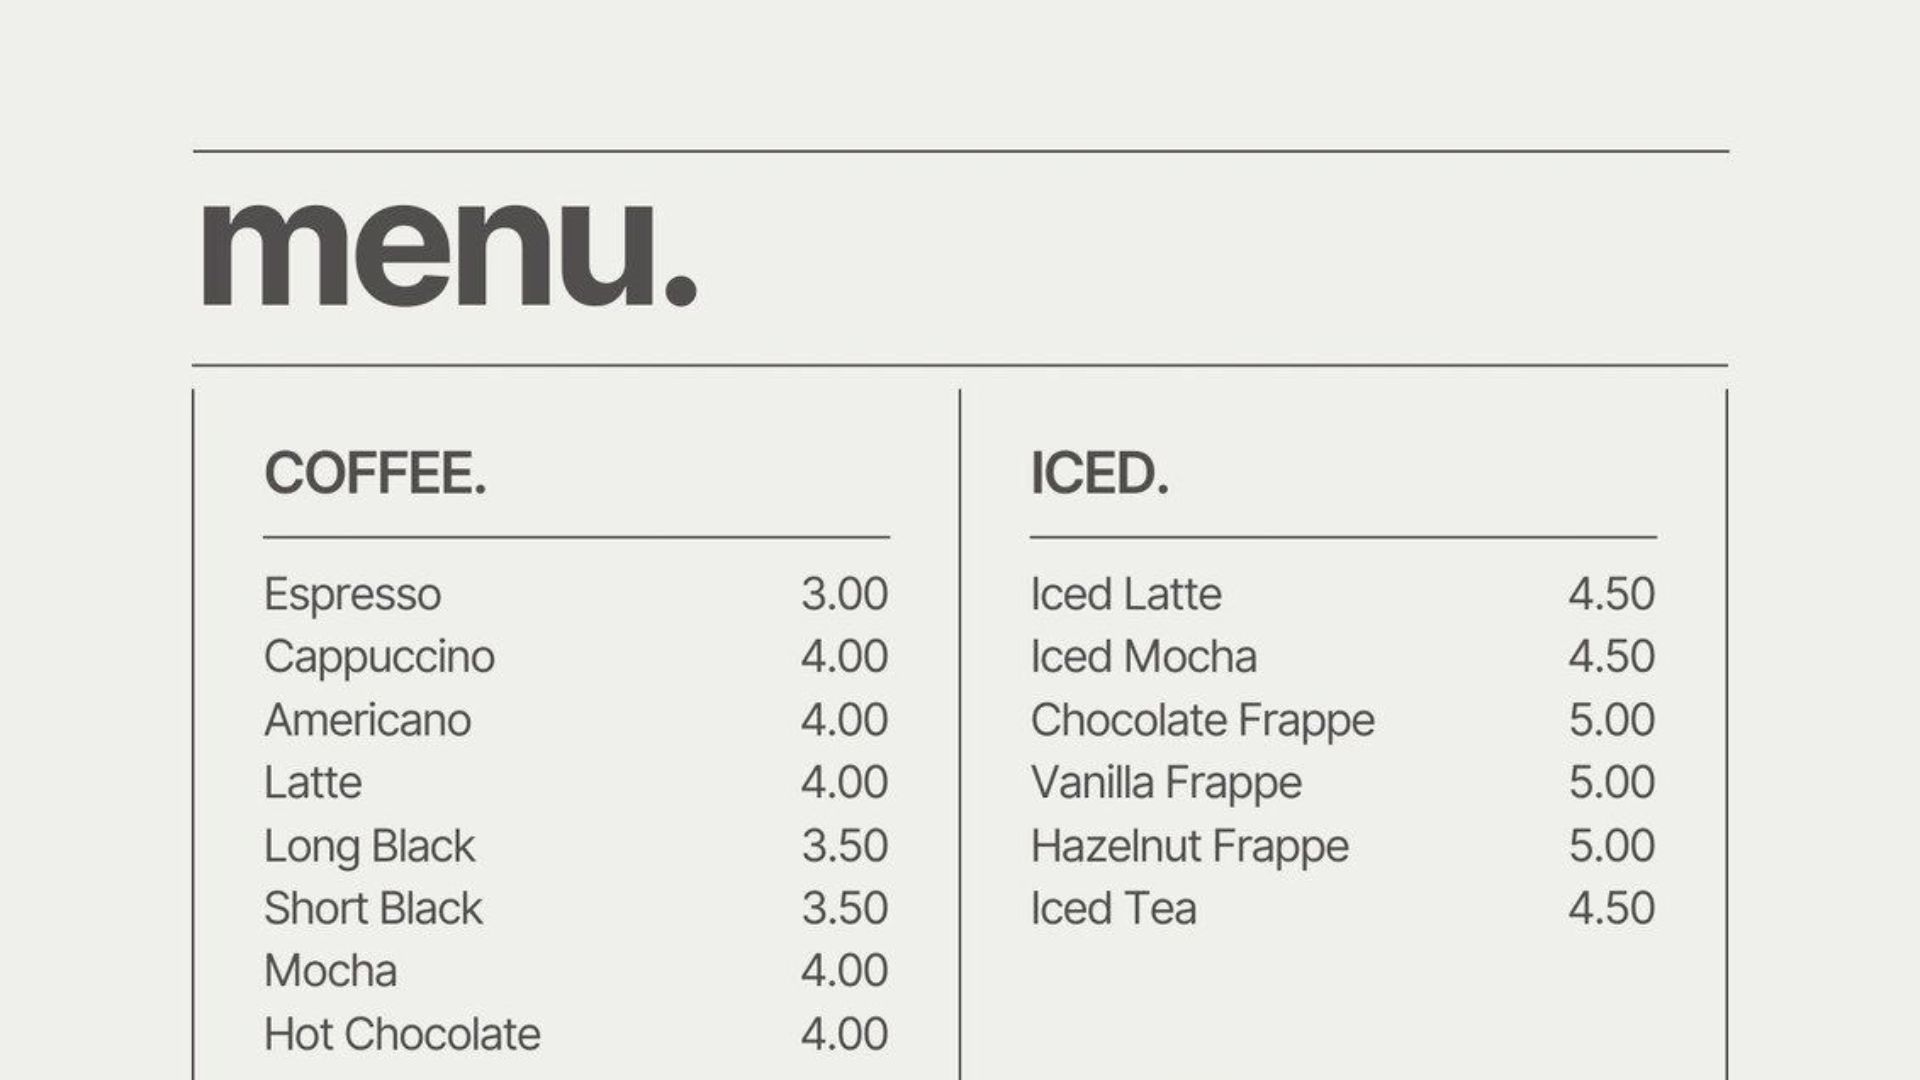 menu.
COFFEE.
Espresso 3.00
Cappuccino 4.00
Americano 4.00
Latte 4.00
Long Black 3.50
Short Black 3.50
Mocha 4.00
Hot Chocolate 4.00
ICED.
Iced Latte 4.50
Iced Mocha 4.50
Chocolate Frappe 5.00
Vanilla Frappe 5.00
Hazelnut Frappe 5.00
Iced Tea 4.50